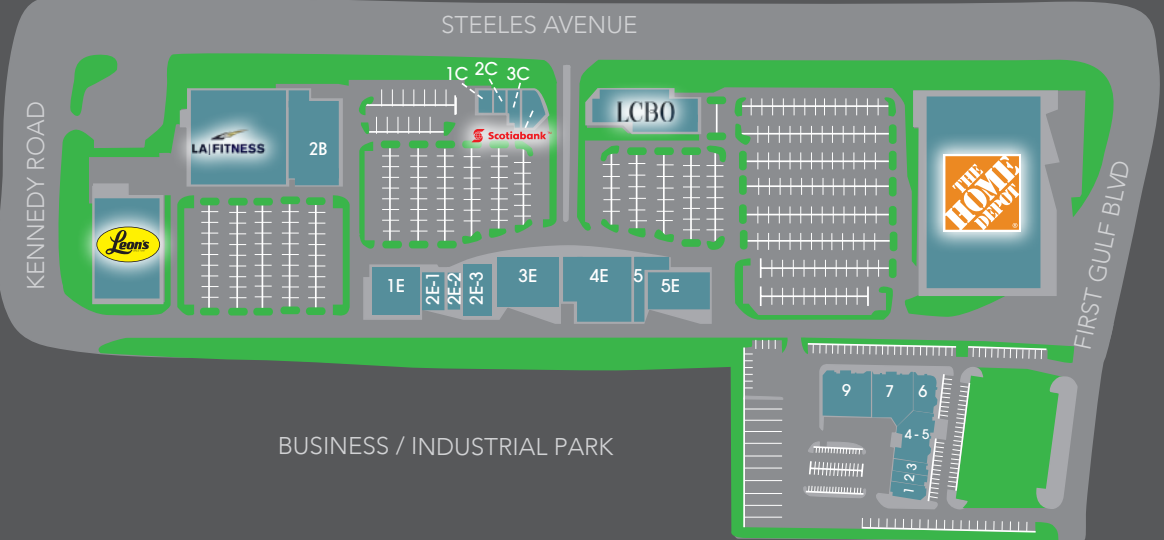 STEELES AVENUE
1C 2C 3C
LCBO
KENNEDY ROAD
LA|FITNESS
2B
Scotiabank™
THE
HOME
DEPOT
®
FIRST GULF BLVD
Leon's
1E
2E-1
2E-2
2E-3
3E
4E
5
5E
9
7
6
4-5
3
2
1
BUSINESS / INDUSTRIAL PARK